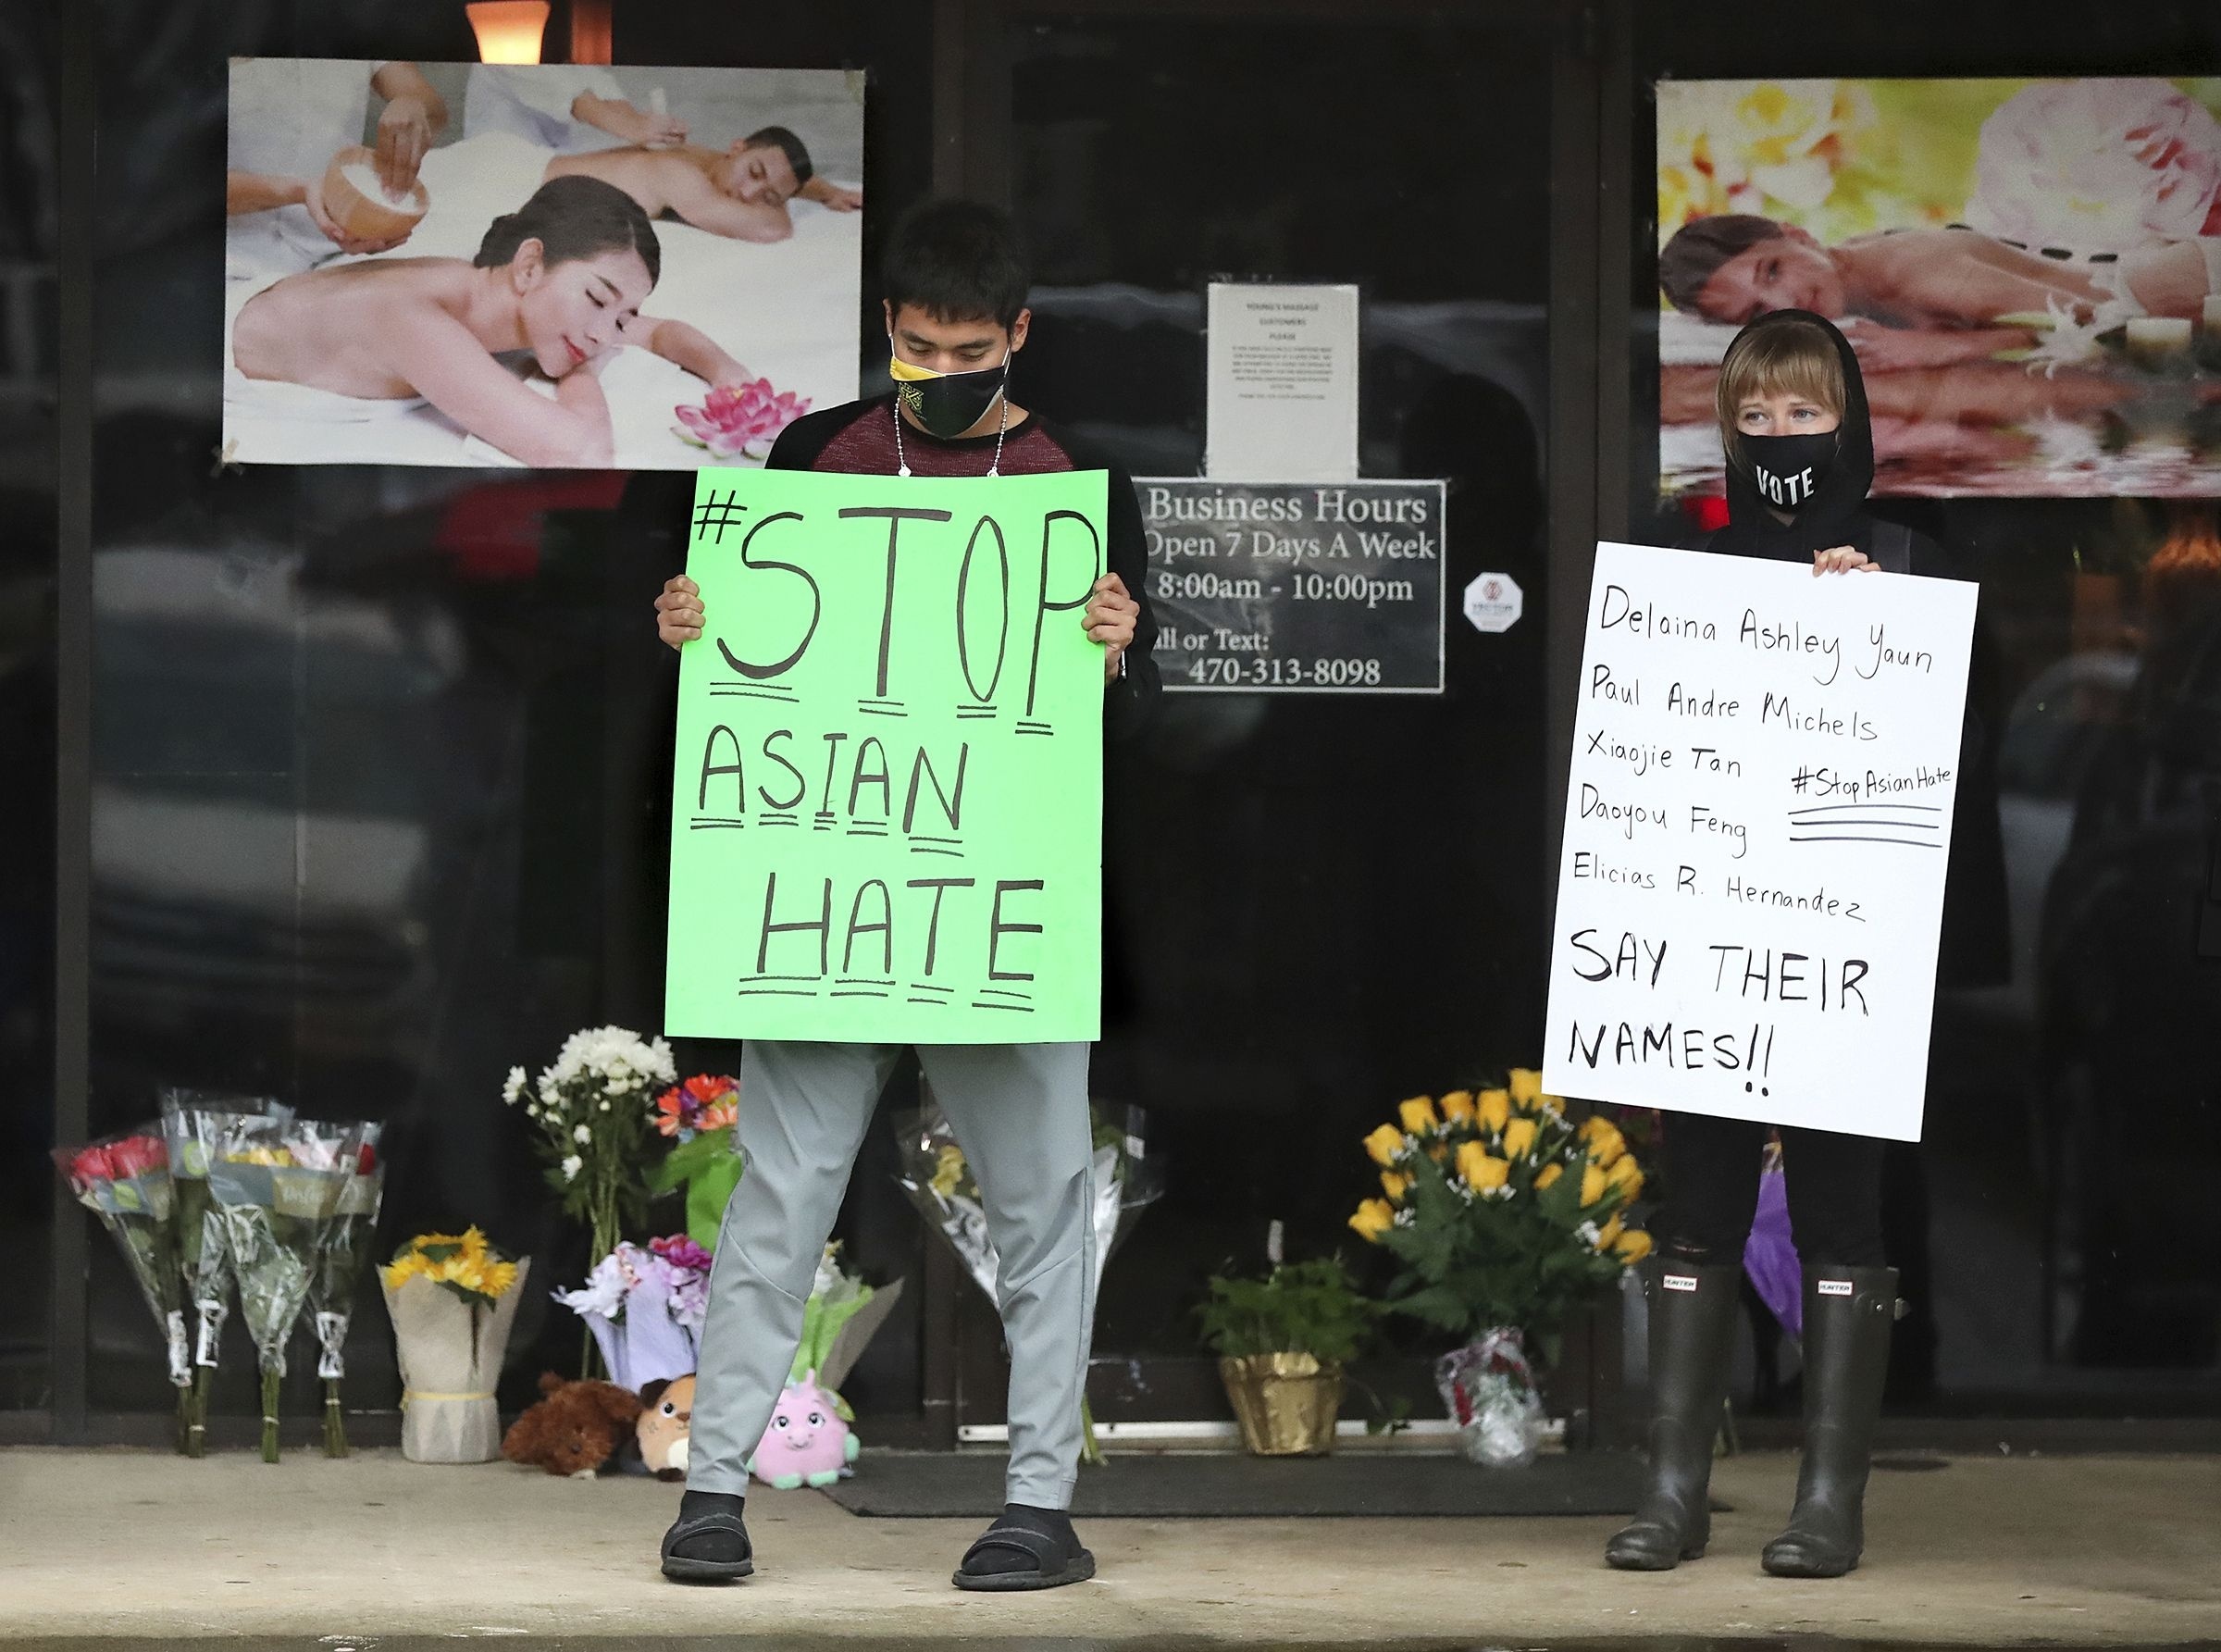 #STOP
ASIAN
HATE
YOUNG'S MASSAGE
CUSTOMERS
PLEASE
Business Hours
Open 7 Days A Week
8:00am - 10:00pm
all or Text:
470-313-8098
VOTE
Delaina Ashley Yaun
Paul Andre Michels
Xiaojie Tan
#StopAsianHate
Daoyou Feng
Elicias R. Hernandez
SAY THEIR
NAMES!!
HUNTER
HUNTER